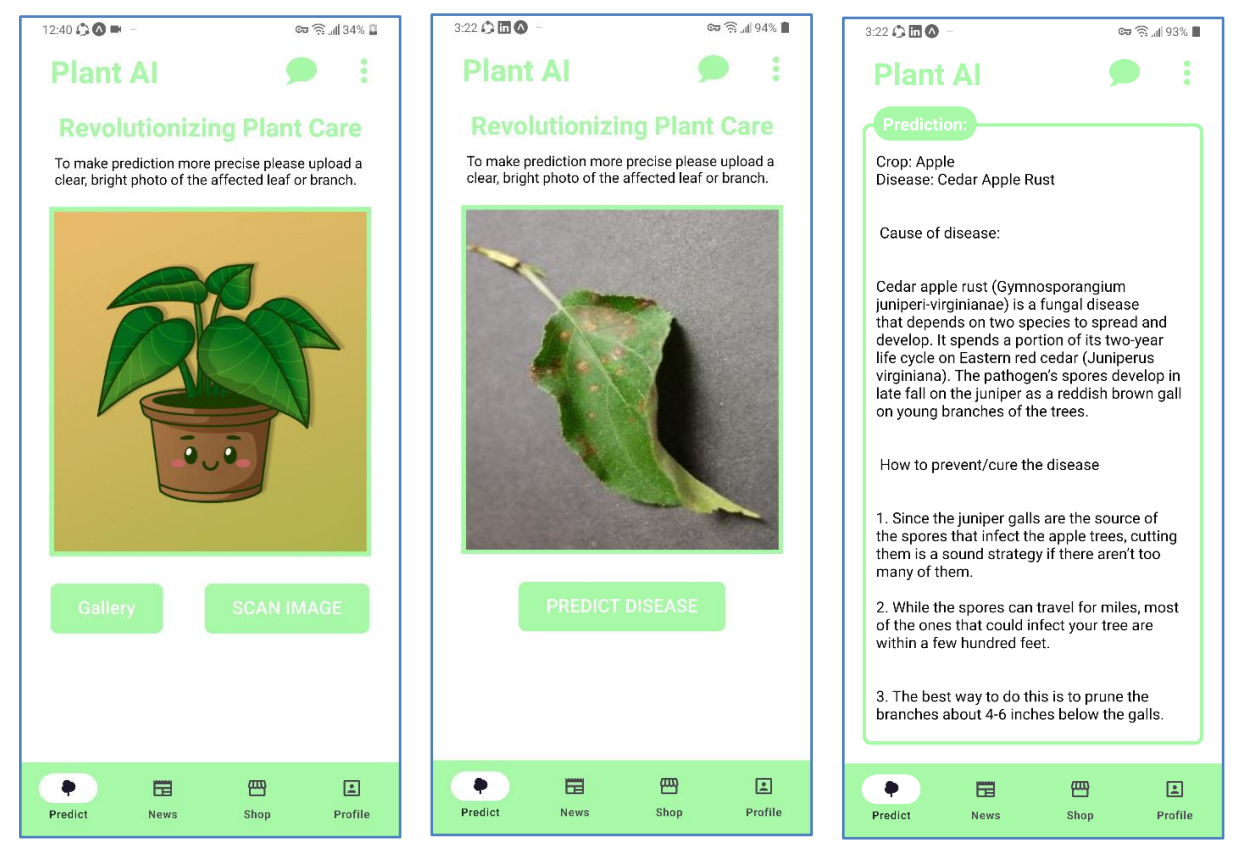 12:40
34%
Plant AI
Revolutionizing Plant Care
To make prediction more precise please upload a
clear, bright photo of the affected leaf or branch.
Gallery
SCAN IMAGE
Predict
News
Shop
Profile
3:22
94%
Plant AI
Revolutionizing Plant Care
To make prediction more precise please upload a
clear, bright photo of the affected leaf or branch.
PREDICT DISEASE
Predict
News
Shop
Profile
3:22
93%
Plant AI
Prediction:
Crop: Apple
Disease: Cedar Apple Rust
Cause of disease:
Cedar apple rust (Gymnosporangium
juniperi-virginianae) is a fungal disease
that depends on two species to spread and
develop. It spends a portion of its two-year
life cycle on Eastern red cedar (Juniperus
virginiana). The pathogen's spores develop in
late fall on the juniper as a reddish brown gall
on young branches of the trees.
How to prevent/cure the disease
1. Since the juniper galls are the source of
the spores that infect the apple trees, cutting
them is a sound strategy if there aren't too
many of them.
2. While the spores can travel for miles, most
of the ones that could infect your tree are
within a few hundred feet.
3. The best way to do this is to prune the
branches about 4-6 inches below the galls.
Predict
News
Shop
Profile